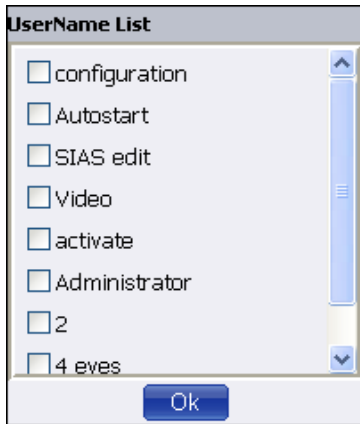 UserName List
configuration
Autostart
SIAS edit
Video
activate
Administrator
2
4 eyes
Ok